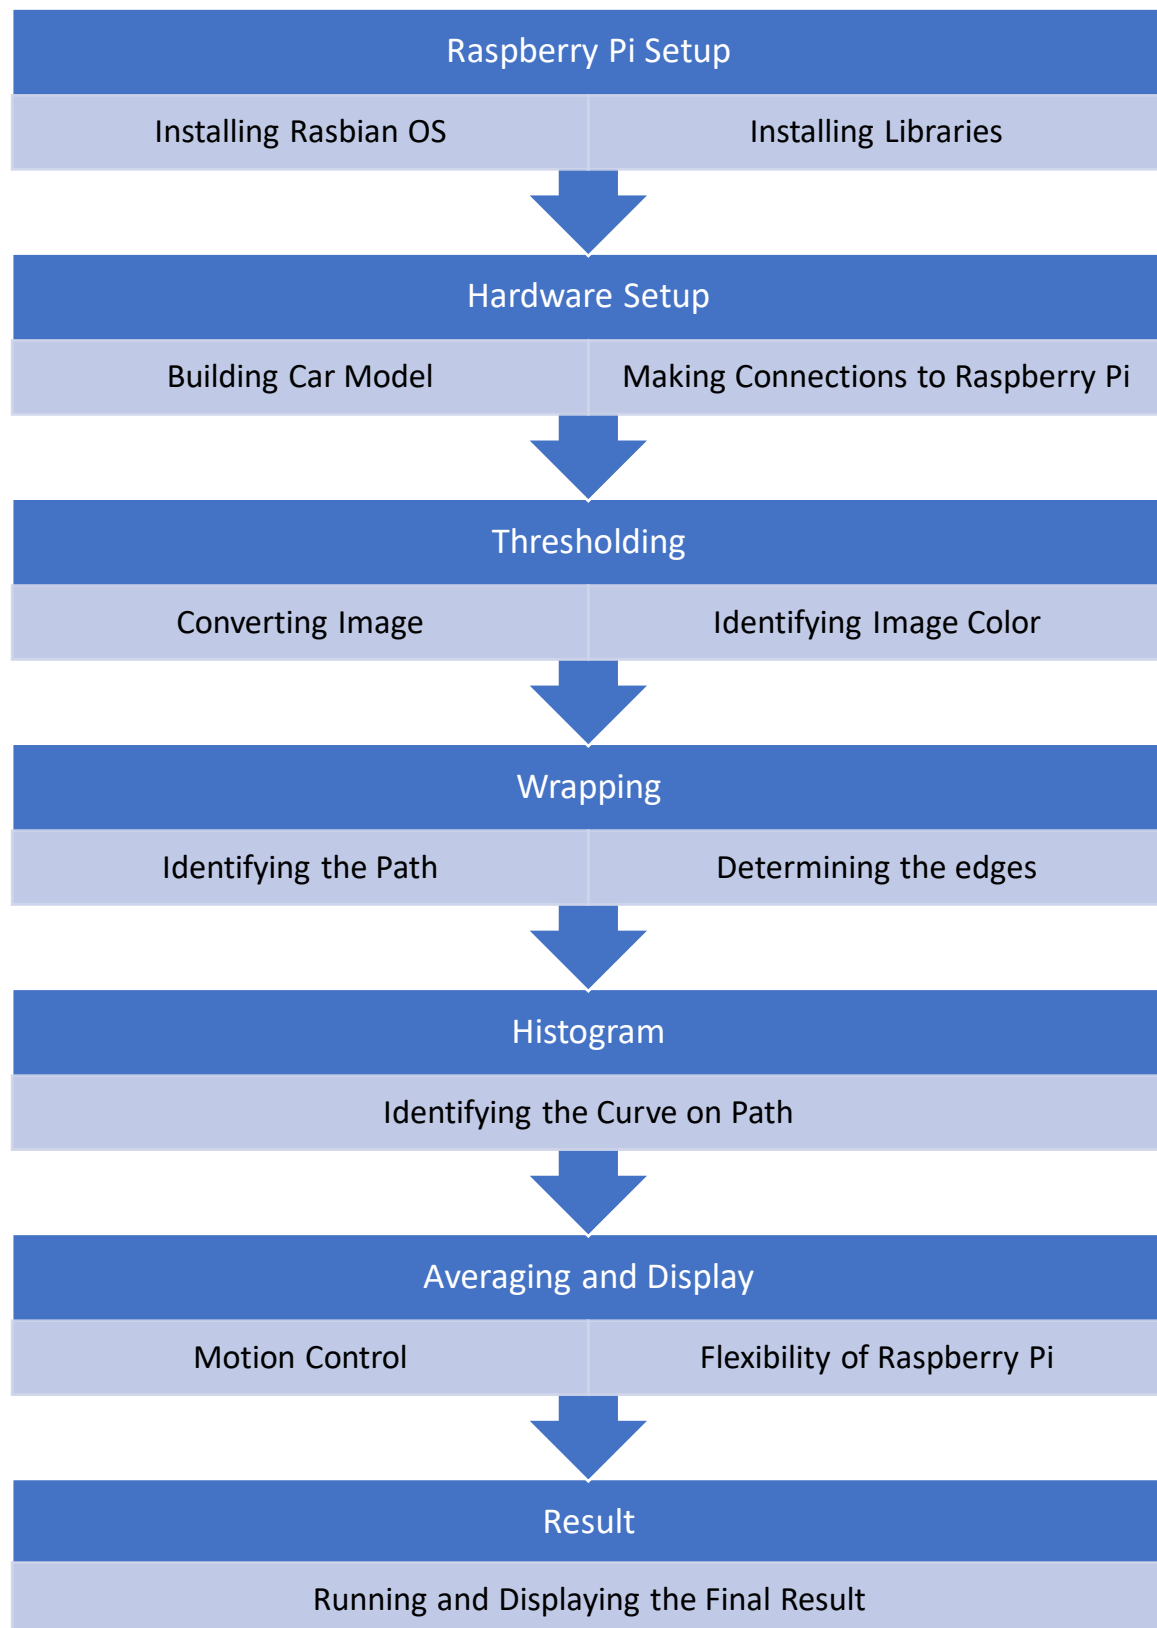 Raspberry Pi Setup
Installing Rasbian OS
Installing Libraries
Hardware Setup
Building Car Model
Making Connections to Raspberry Pi
Thresholding
Converting Image
Identifying Image Color
Wrapping
Identifying the Path
Determining the edges
Histogram
Identifying the Curve on Path
Averaging and Display
Motion Control
Flexibility of Raspberry Pi
Result
Running and Displaying the Final Result